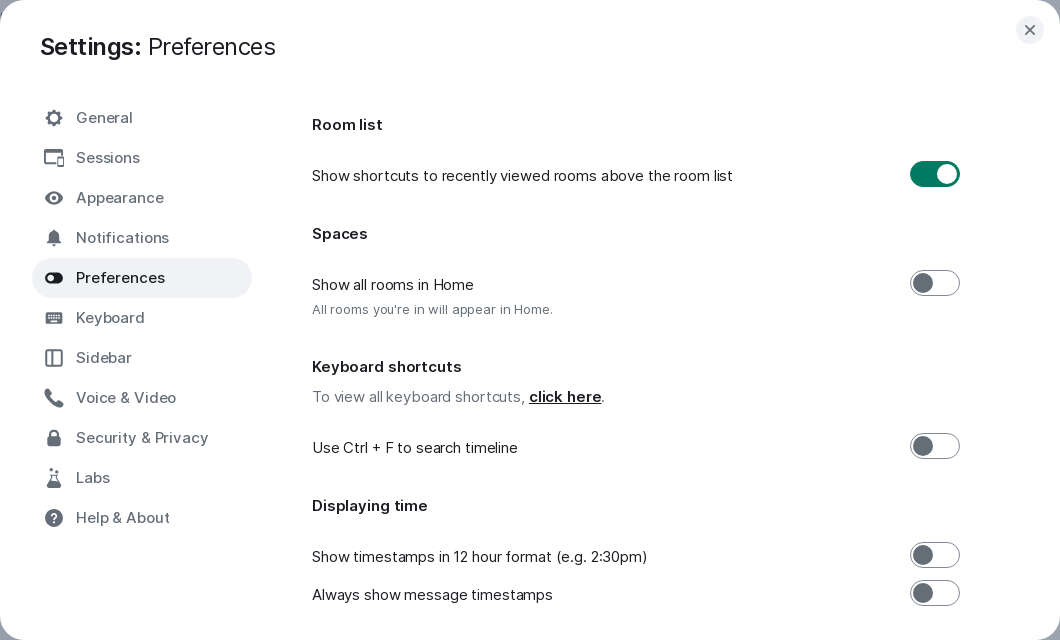 Settings: Preferences
General
Sessions
Appearance
Notifications
Preferences
Keyboard
Sidebar
Voice & Video
Security & Privacy
Labs
Help & About
Room list
Show shortcuts to recently viewed rooms above the room list
Spaces
Show all rooms in Home
All rooms you're in will appear in Home.
Keyboard shortcuts
To view all keyboard shortcuts, click here.
Use Ctrl + F to search timeline
Displaying time
Show timestamps in 12 hour format (e.g. 2:30pm)
Always show message timestamps